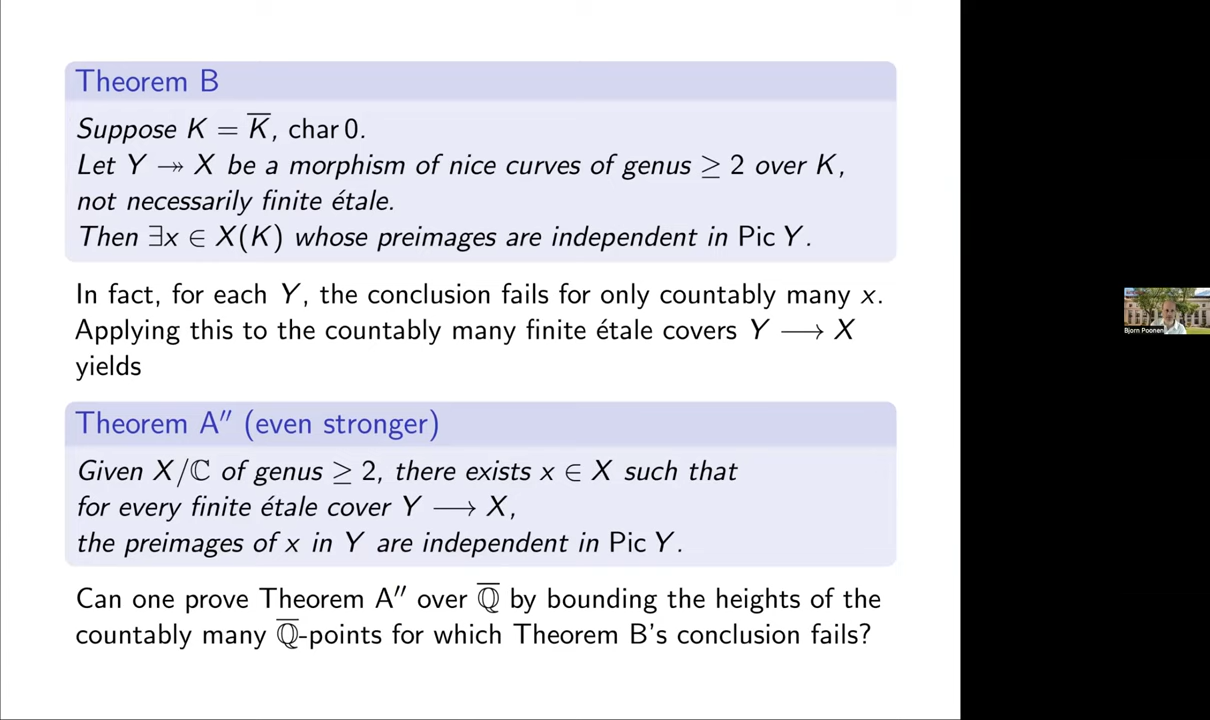 Theorem B
Suppose K = K̅, char 0.
Let Y ↠ X be a morphism of nice curves of genus ≥ 2 over K,
not necessarily finite étale.
Then ∃x ∈ X(K) whose preimages are independent in Pic Y.
In fact, for each Y, the conclusion fails for only countably many x.
Applying this to the countably many finite étale covers Y ⟶ X
yields
Theorem A″ (even stronger)
Given X/ℂ of genus ≥ 2, there exists x ∈ X such that
for every finite étale cover Y ⟶ X,
the preimages of x in Y are independent in Pic Y.
Can one prove Theorem A″ over ℚ̅ by bounding the heights of the
countably many ℚ̅-points for which Theorem B's conclusion fails?
Bjorn Poonen